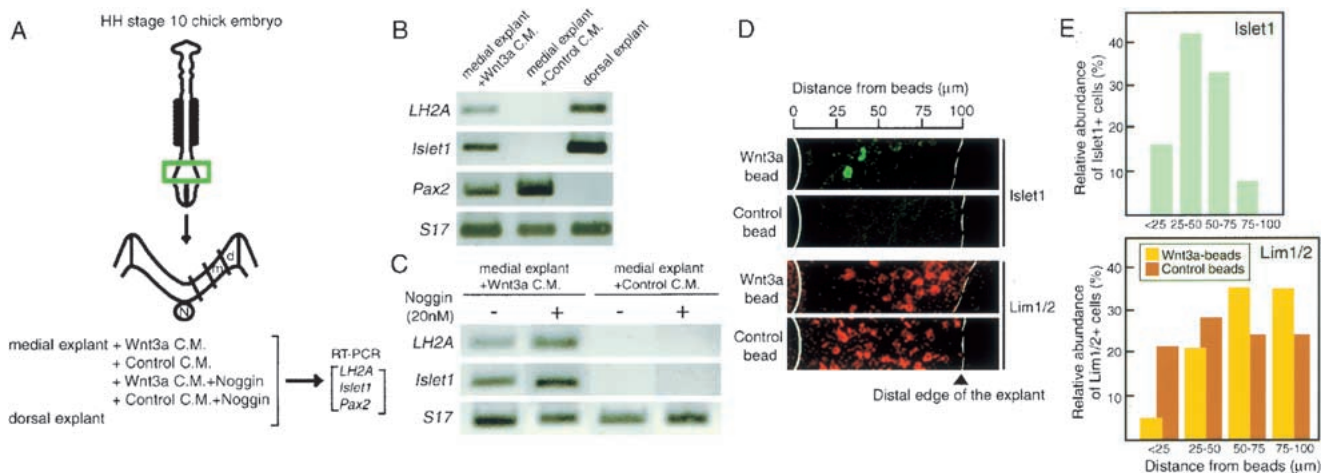 A
HH stage 10 chick embryo
d
m
N
medial explant + Wnt3a C.M.
+ Control C.M.
+ Wnt3a C.M.+Noggin
+ Control C.M.+Noggin
dorsal explant
RT-PCR
LH2A
Islet1
Pax2
B
medial explant
+Wnt3a C.M.
medial explant
+Control C.M.
dorsal explant
LH2A
Islet1
Pax2
S17
C
medial explant
+Wnt3a C.M.
medial explant
+Control C.M.
Noggin
(20nM)
- + - +
LH2A
Islet1
S17
D
Distance from beads (μm)
0 50 100
Wnt3a
bead
Control
bead
Islet1
Wnt3a
bead
Control
bead
Lim1/2
Distal edge of the explant
E
Islet1
Relative abundance
of Islet1+ cells (%)
40
30
20
10
<25 25-50 50-75 75-100
Lim1/2
Wnt3a-beads
Control beads
Relative abundance
of Lim1/2+ cells (%)
40
30
20
10
<25 25-50 50-75 75-100
Distance from beads (μm)